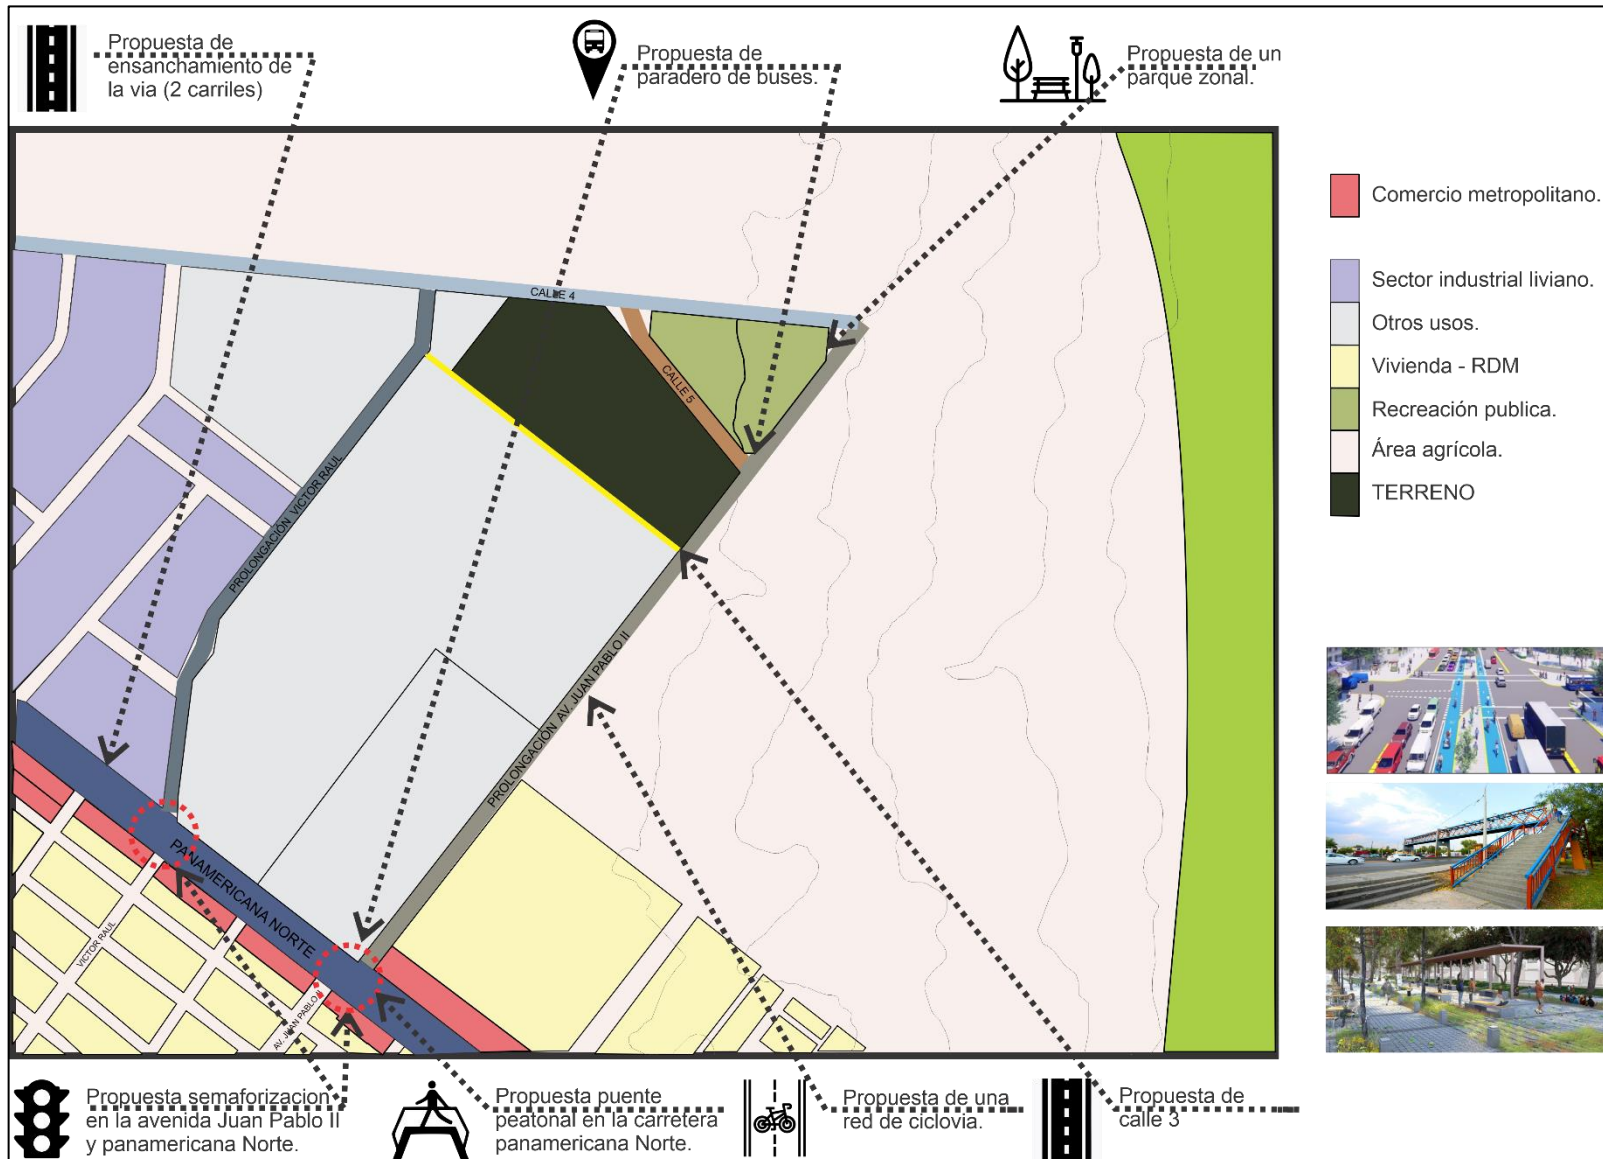 Propuesta de
ensanchamiento de
la via (2 carriles)
Propuesta de
paradero de buses.
Propuesta de un
parque zonal.
Comercio metropolitano.
Sector industrial liviano.
Otros usos.
Vivienda - RDM
Recreación publica.
Área agrícola.
TERRENO
CALLE 4
CALLE 5
PROLONGACIÓN VICTOR RAUL
PROLONGACIÓN AV. JUAN PABLO II
PANAMERICANA NORTE
VICTOR RAUL
AV. JUAN PABLO II
Propuesta semaforizacion
en la avenida Juan Pablo II
y panamericana Norte.
Propuesta puente
peatonal en la carretera
panamericana Norte.
Propuesta de una
red de ciclovia.
Propuesta de
calle 3